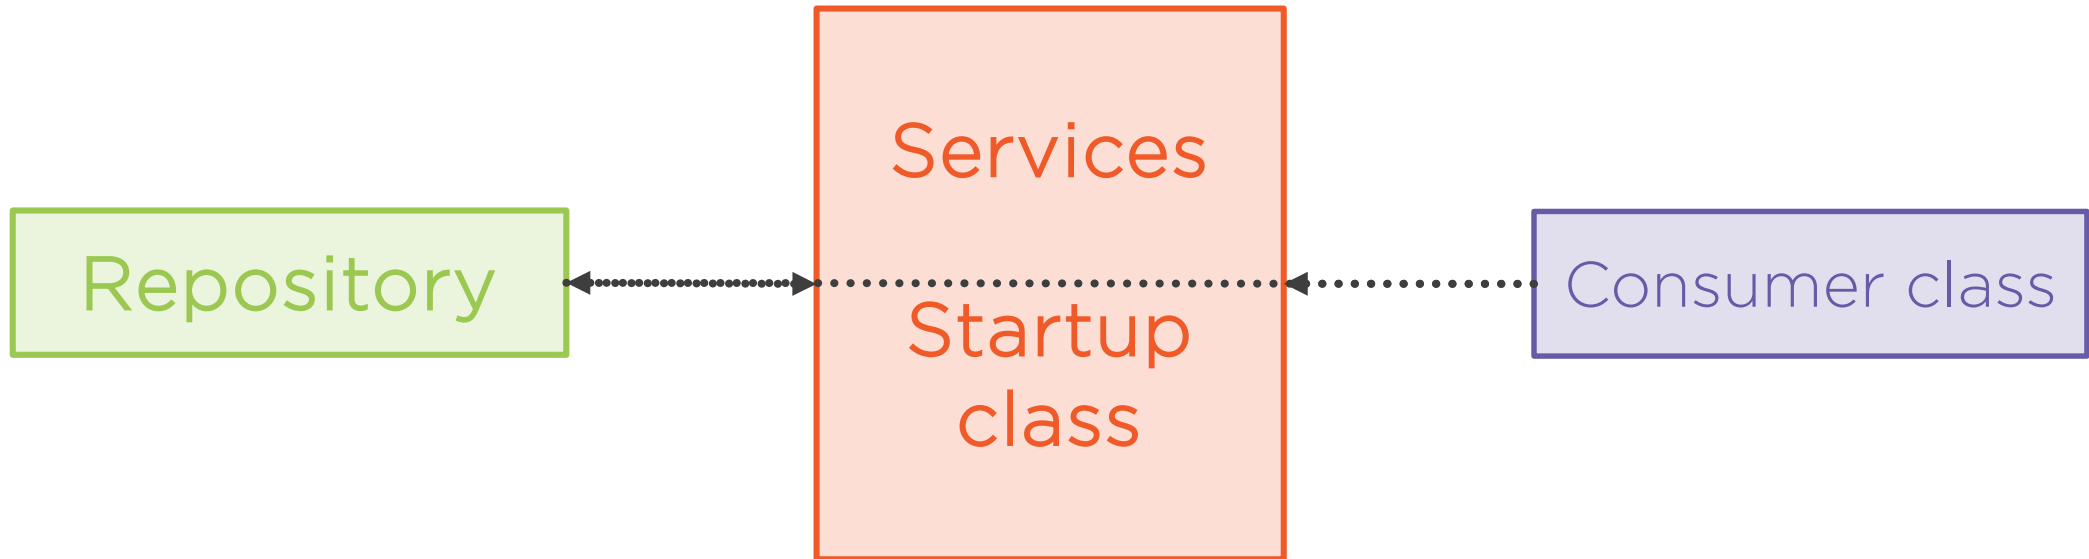 Repository
Services
Startup
class
Consumer class